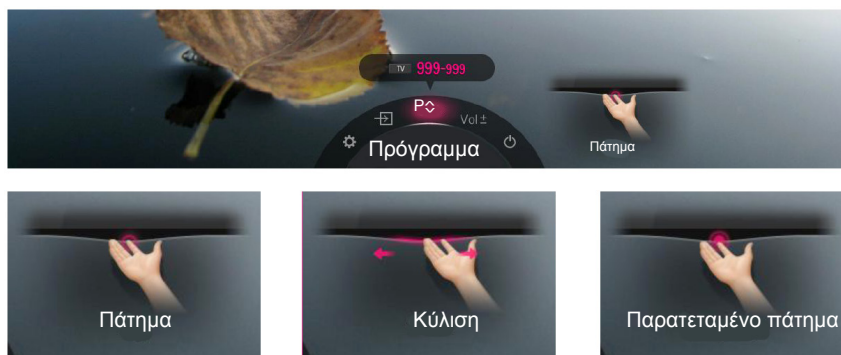 TV 999-999
P
Vol ±
Πρόγραμμα
Πάτημα
Πάτημα
Κύλιση
Παρατεταμένο πάτημα